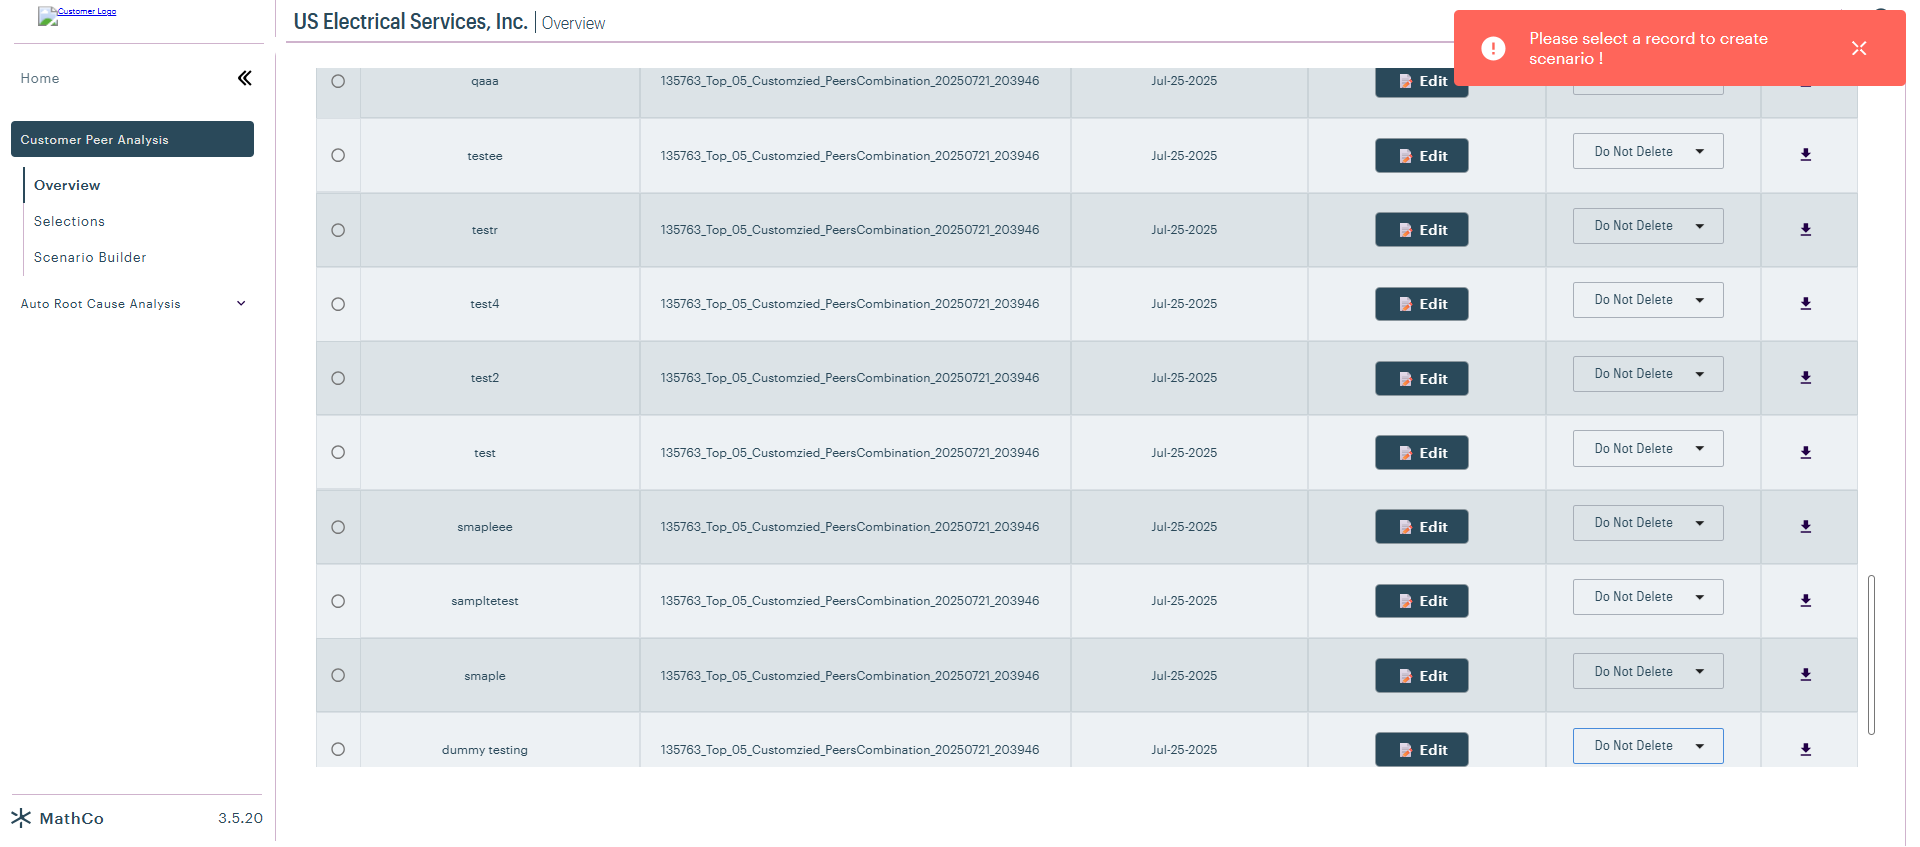 Customer Logo
US Electrical Services, Inc. Overview
Please select a record to create
scenario !
Home
Customer Peer Analysis
Overview
Selections
Scenario Builder
Auto Root Cause Analysis
qaaa 135763_Top_05_Customzied_PeersCombination_20250721_203946 Jul-25-2025 Edit
testee 135763_Top_05_Customzied_PeersCombination_20250721_203946 Jul-25-2025 Edit Do Not Delete
testr 135763_Top_05_Customzied_PeersCombination_20250721_203946 Jul-25-2025 Edit Do Not Delete
test4 135763_Top_05_Customzied_PeersCombination_20250721_203946 Jul-25-2025 Edit Do Not Delete
test2 135763_Top_05_Customzied_PeersCombination_20250721_203946 Jul-25-2025 Edit Do Not Delete
test 135763_Top_05_Customzied_PeersCombination_20250721_203946 Jul-25-2025 Edit Do Not Delete
smapleee 135763_Top_05_Customzied_PeersCombination_20250721_203946 Jul-25-2025 Edit Do Not Delete
sampltetest 135763_Top_05_Customzied_PeersCombination_20250721_203946 Jul-25-2025 Edit Do Not Delete
smaple 135763_Top_05_Customzied_PeersCombination_20250721_203946 Jul-25-2025 Edit Do Not Delete
dummy testing 135763_Top_05_Customzied_PeersCombination_20250721_203946 Jul-25-2025 Edit Do Not Delete
MathCo 3.5.20